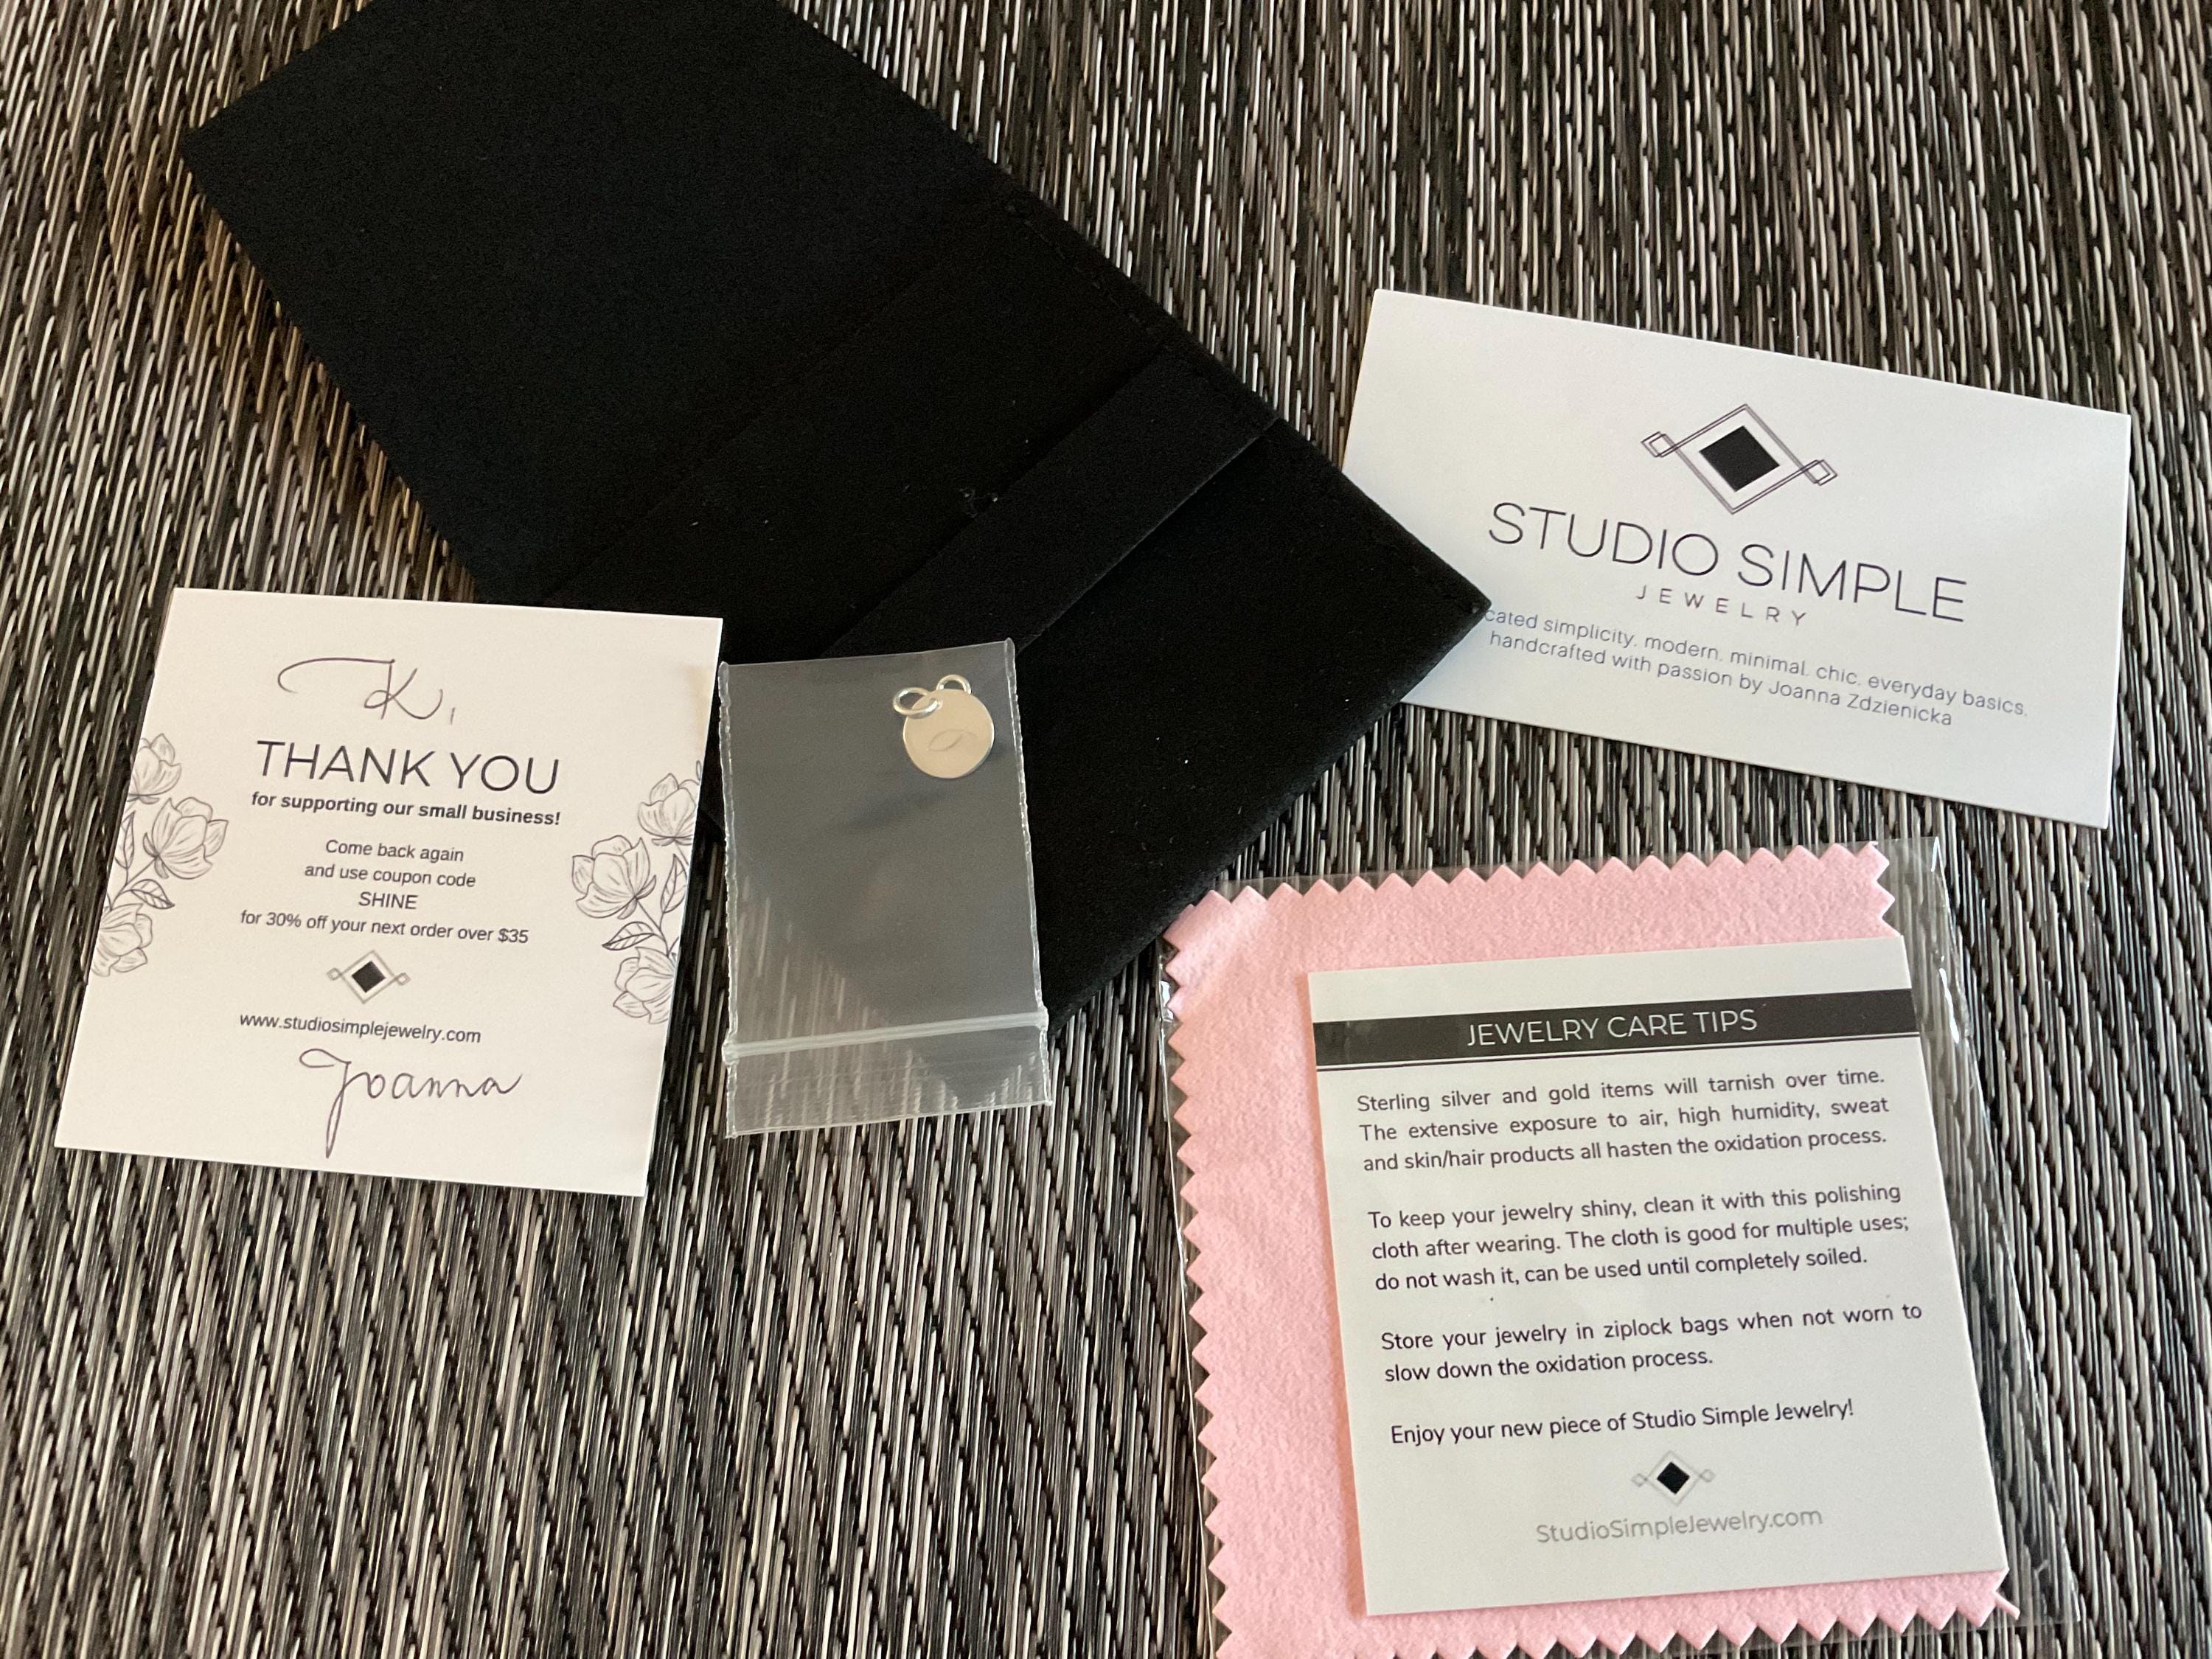 K,
THANK YOU
for supporting our small business!
Come back again
and use coupon code
SHINE
for 30% off your next order over $35
www.studiosimplejewelry.com
Joanna
STUDIO SIMPLE
JEWELRY
simplicity. modern. minimal. chic. everyday basics.
handcrafted with passion by Joanna Zdzienicka
JEWELRY CARE TIPS
Sterling silver and gold items will tarnish over time.
The extensive exposure to air, high humidity, sweat
and skin/hair products all hasten the oxidation process.
To keep your jewelry shiny, clean it with this polishing
cloth after wearing. The cloth is good for multiple uses;
do not wash it, can be used until completely soiled.
Store your jewelry in ziplock bags when not worn to
slow down the oxidation process.
Enjoy your new piece of Studio Simple Jewelry!
StudioSimpleJewelry.com